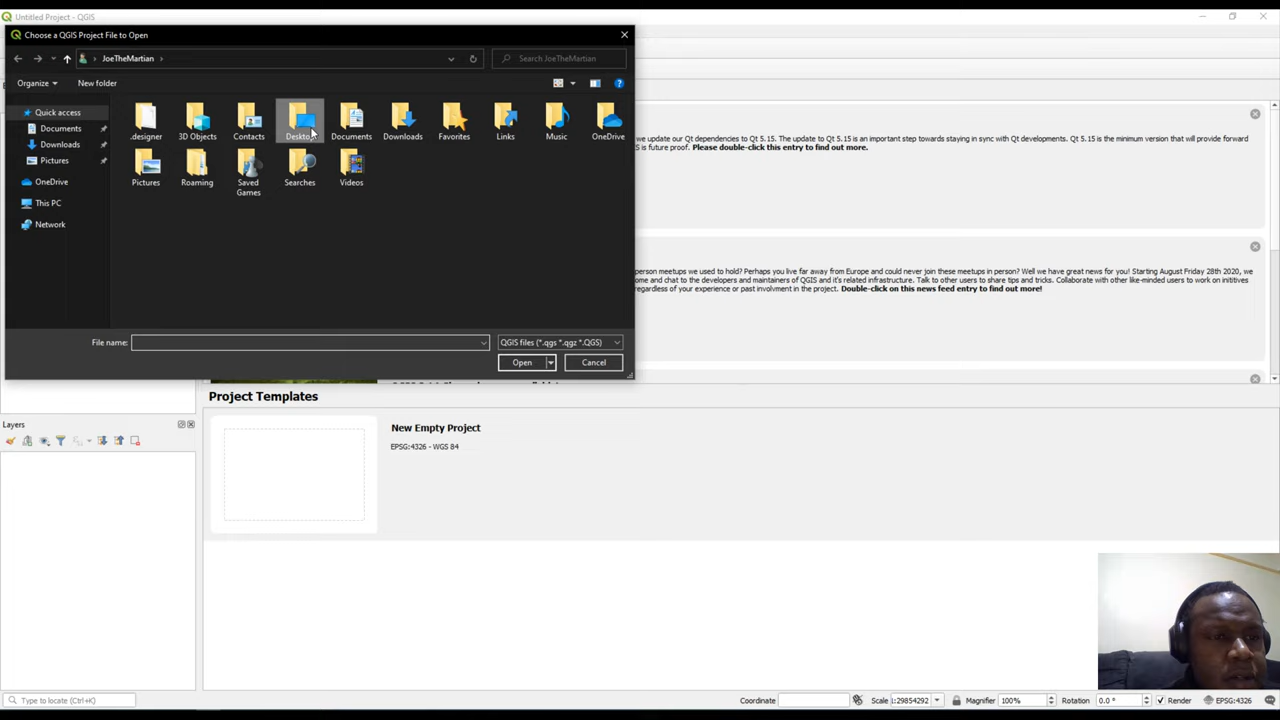 Untitled Project - QGIS
Choose a QGIS Project File to Open
JoeTheMartian
Search JoeTheMartian
Organize
New folder
Quick access
Documents
Downloads
Pictures
OneDrive
This PC
Network
.designer
3D Objects
Contacts
Desktop
Documents
Downloads
Favorites
Links
Music
OneDrive
Pictures
Roaming
Saved Games
Searches
Videos
File name:
QGIS files (*.qgs *.qgz *.QGS)
Open
Cancel
we update our Qt dependencies to Qt 5.15. The update to Qt 5.15 is an important step towards staying in sync with Qt developments. Qt 5.15 is the minimum version that will provide forward
S is future proof. Please double-click this entry to find out more.
person meetups we used to hold? Perhaps you live far away from Europe and could never join these meetups in person? Well we have great news for you! Starting August Friday 28th 2020, we
ome and chat to the developers and maintainers of QGIS and it's related infrastructure. Talk to other users to share tips and tricks. Collaborate with other like-minded users to work on initiatives
regardless of your experience or past involvment in the project. Double-click on this news feed entry to find out more!
Project Templates
New Empty Project
EPSG:4326 - WGS 84
Layers
Type to locate (Ctrl+K)
Coordinate
Scale
1:29854292
Magnifier
100%
Rotation
0.0 °
Render
EPSG:4326